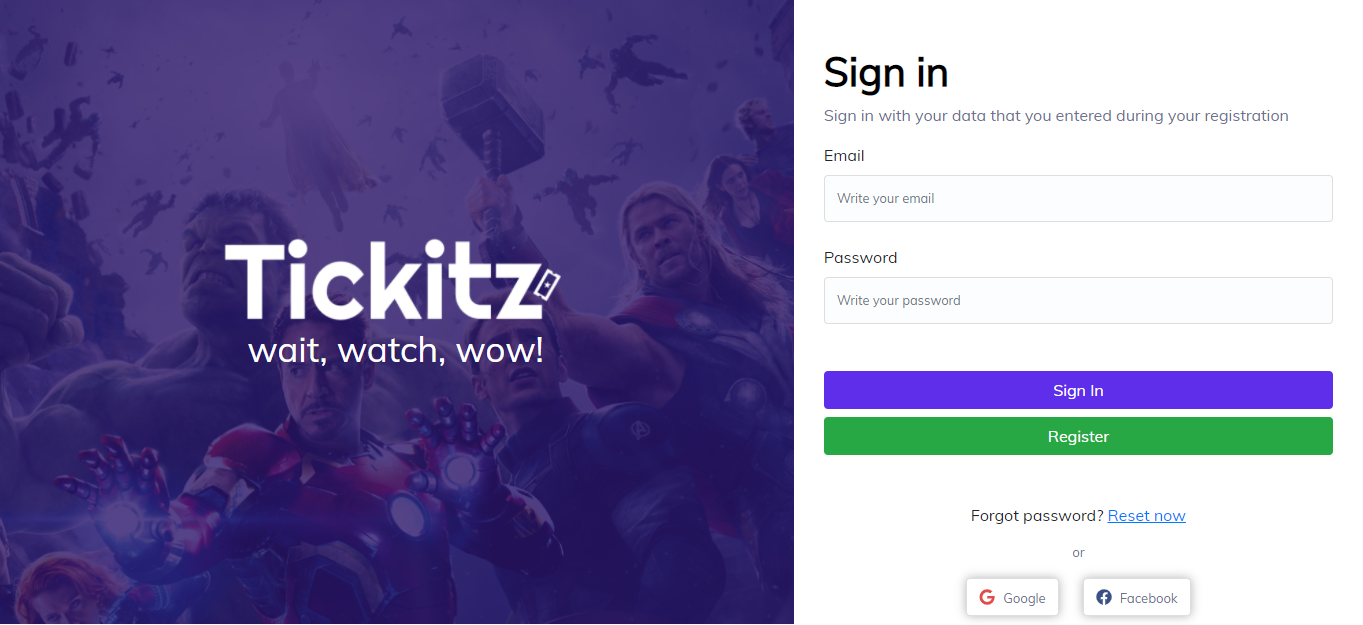 Tickitz
wait, watch, wow!
Sign in
Sign in with your data that you entered during your registration
Email
Write your email
Password
Write your password
Sign In
Register
Forgot password? Reset now
or
Google
Facebook